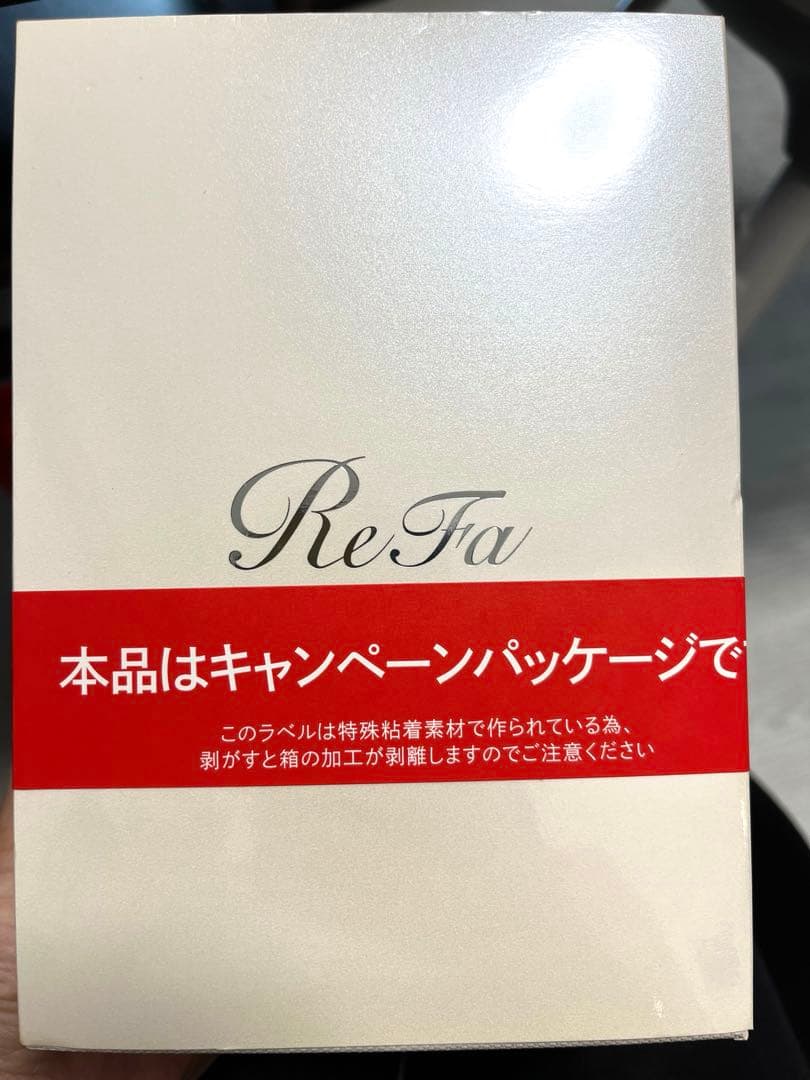 ReFa
本品はキャンペーンパッケージで
このラベルは特殊粘着素材で作られている為、
剥がすと箱の加工が剥離しますのでご注意ください